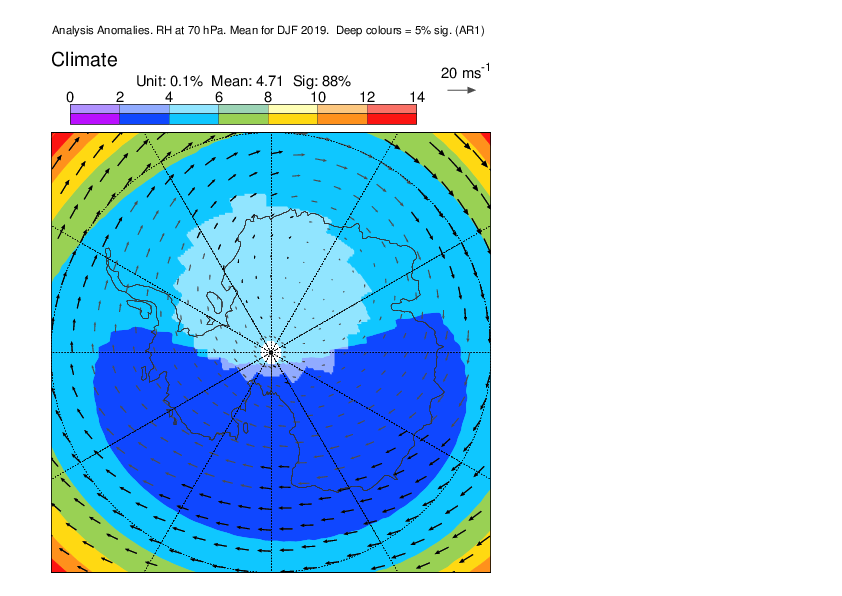 Analysis Anomalies. RH at 70 hPa. Mean for DJF 2019.  Deep colours = 5% sig. (AR1)
Climate
Unit: 0.1%  Mean: 4.71  Sig: 88%
20 ms-1
0 2 4 6 8 10 12 14